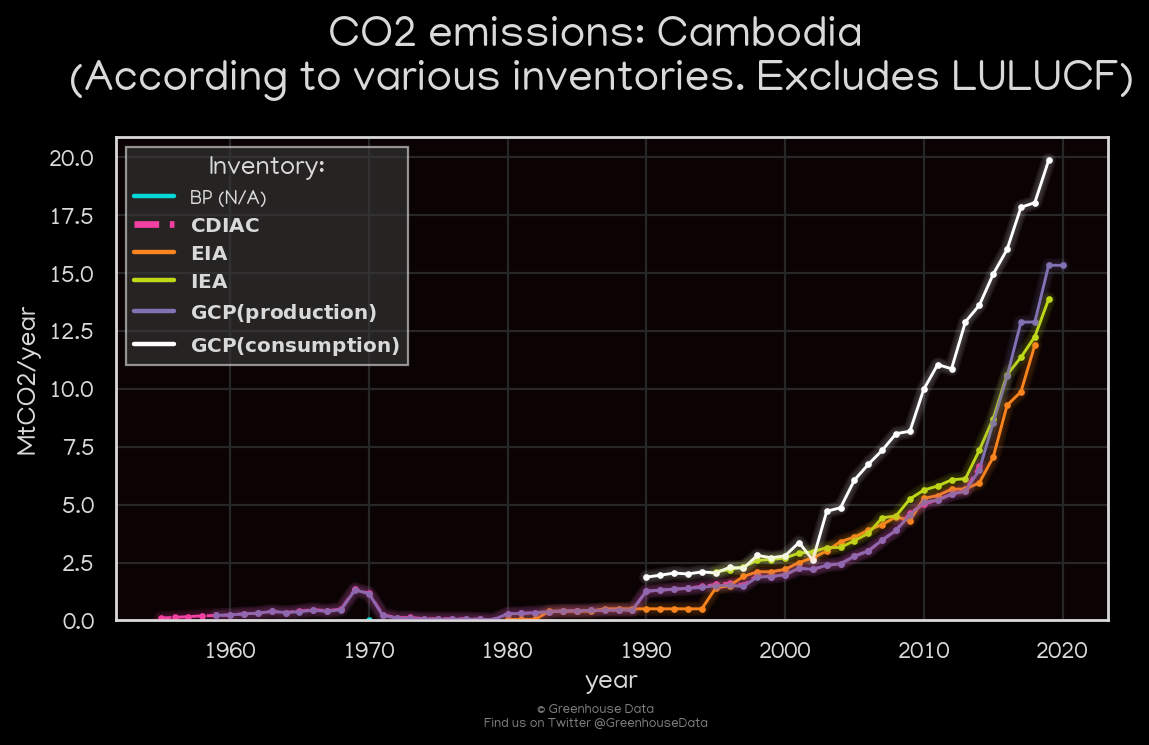 CO2 emissions: Cambodia
(According to various inventories. Excludes LULUCF)
20.0
17.5
15.0
12.5
10.0
7.5
5.0
2.5
0.0
MtCO2/year
Inventory:
BP (N/A)
CDIAC
EIA
IEA
GCP(production)
GCP(consumption)
1960 1970 1980 1990 2000 2010 2020
year
© Greenhouse Data
Find us on Twitter @GreenhouseData